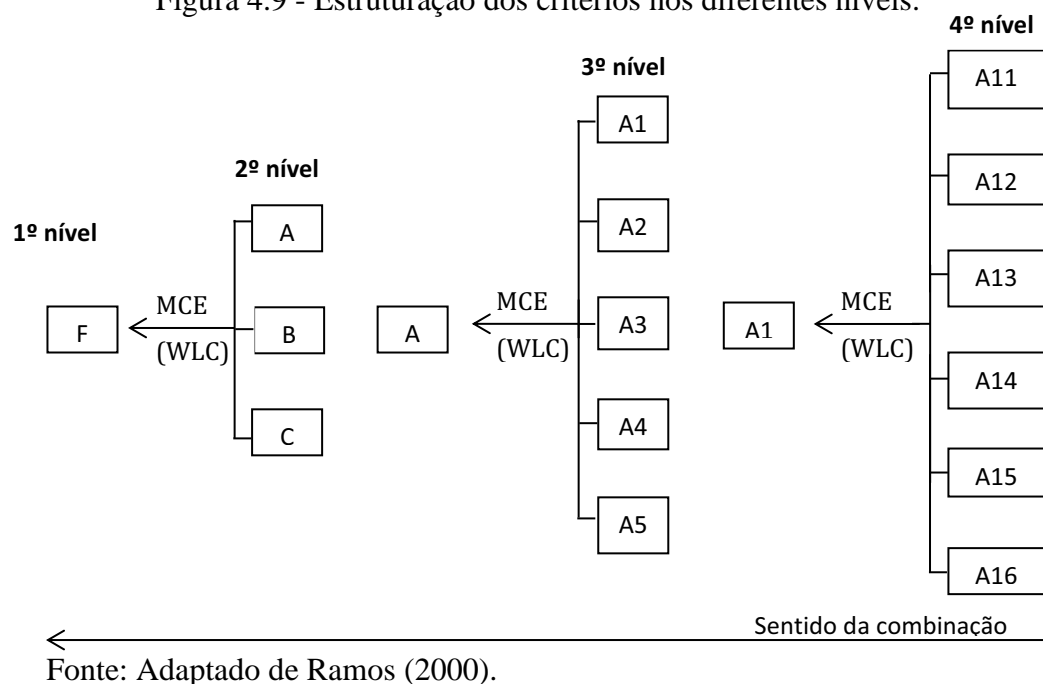 Figura 4.9 - Estruturação dos critérios nos diferentes níveis.
4º nível
3º nível
2º nível
1º nível
F
MCE
(WLC)
A
B
C
A
MCE
(WLC)
A1
A2
A3
A4
A5
A1
MCE
(WLC)
A11
A12
A13
A14
A15
A16
Sentido da combinação
Fonte: Adaptado de Ramos (2000).